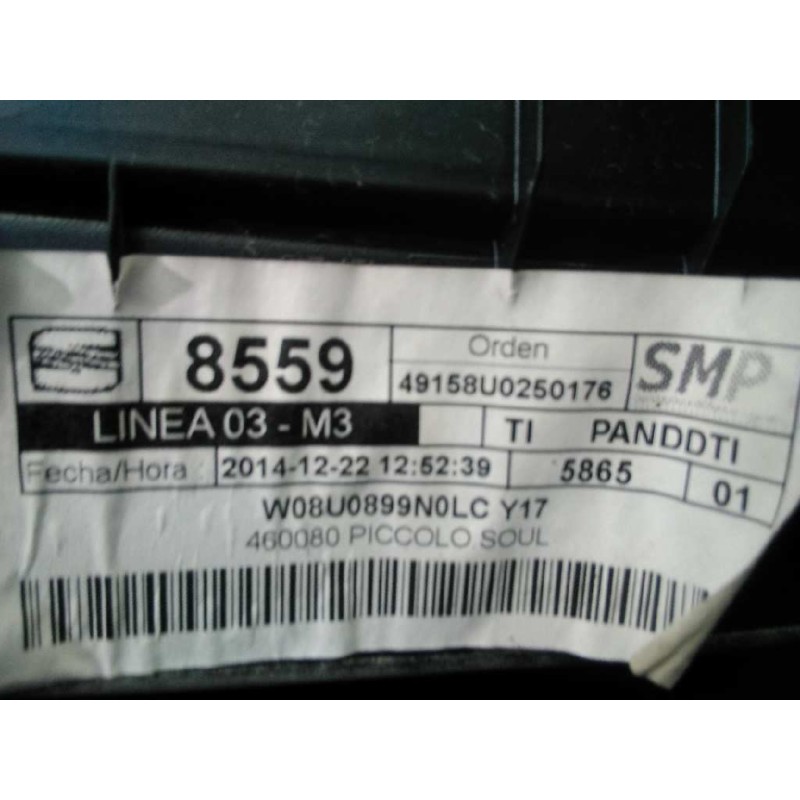 8559
Orden
49158U0250176
SMP
LINEA 03 - M3
TI PANDDTI
Fecha/Hora : 2014-12-22 12:52:39
5865
01
W08U0899N0LC Y17
460080 PICCOLO SOUL